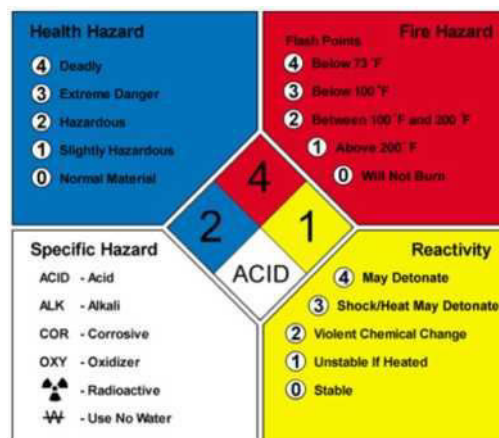 Health Hazard
4 Deadly
3 Extreme Danger
2 Hazardous
1 Slightly Hazardous
0 Normal Material
Fire Hazard
Flash Points
4 Below 73 °F
3 Below 100 °F
2 Between 100 °F and 200 °F
1 Above 200 °F
0 Will Not Burn
4
2
1
ACID
Specific Hazard
ACID - Acid
ALK - Alkali
COR - Corrosive
OXY - Oxidizer
- Radioactive
W - Use No Water
Reactivity
4 May Detonate
3 Shock/Heat May Detonate
2 Violent Chemical Change
1 Unstable If Heated
0 Stable